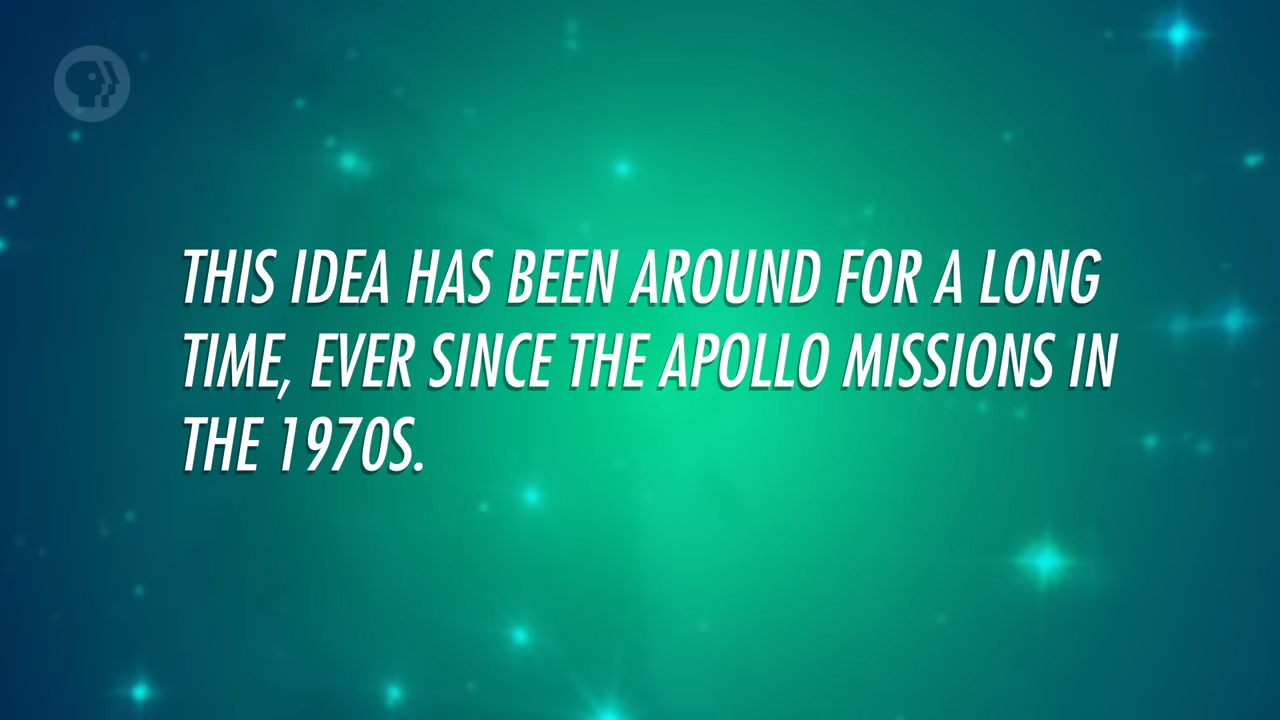 THIS IDEA HAS BEEN AROUND FOR A LONG
TIME, EVER SINCE THE APOLLO MISSIONS IN
THE 1970S.